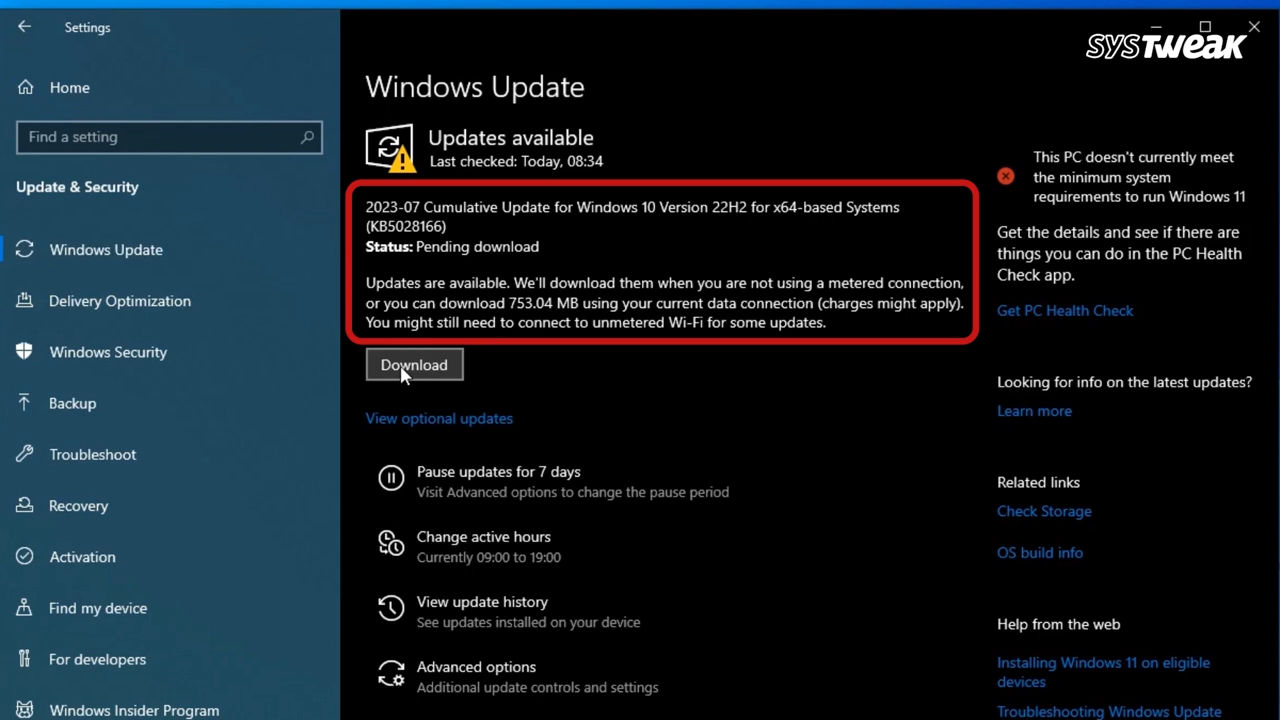 Settings
SYSTWEAK
Home
Find a setting
Update & Security
Windows Update
Delivery Optimization
Windows Security
Backup
Troubleshoot
Recovery
Activation
Find my device
For developers
Windows Insider Program
Windows Update
Updates available
Last checked: Today, 08:34
2023-07 Cumulative Update for Windows 10 Version 22H2 for x64-based Systems
(KB5028166)
Status: Pending download
Updates are available. We'll download them when you are not using a metered connection,
or you can download 753.04 MB using your current data connection (charges might apply).
You might still need to connect to unmetered Wi-Fi for some updates.
Download
View optional updates
Pause updates for 7 days
Visit Advanced options to change the pause period
Change active hours
Currently 09:00 to 19:00
View update history
See updates installed on your device
Advanced options
Additional update controls and settings
This PC doesn't currently meet
the minimum system
requirements to run Windows 11
Get the details and see if there are
things you can do in the PC Health
Check app.
Get PC Health Check
Looking for info on the latest updates?
Learn more
Related links
Check Storage
OS build info
Help from the web
Installing Windows 11 on eligible
devices
Troubleshooting Windows Update